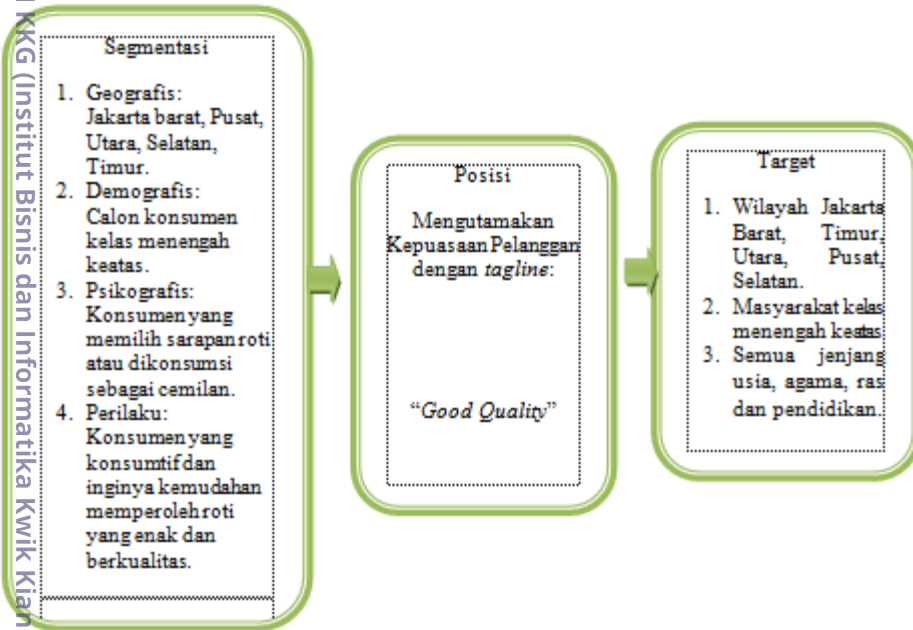 KKG (Institut Bisnis dan Informatika Kwik Kian
Segmentasi
1. Geografis:
Jakarta barat, Pusat,
Utara, Selatan,
Timur.
2. Demografis:
Calon konsumen
kelas menengah
keatas.
3. Psikografis:
Konsumen yang
memilih sarapan roti
atau dikonsumsi
sebagai cemilan.
4. Perilaku:
Konsumen yang
konsumtif dan
inginya kemudahan
memperoleh roti
yang enak dan
berkualitas.
Posisi
Mengutamakan
Kepuasaan Pelanggan
dengan tagline:
“Good Quality”
Target
1. Wilayah Jakarta
Barat, Timur,
Utara, Pusat,
Selatan.
2. Masyarakat kelas
menengah keatas
3. Semua jenjang
usia, agama, ras
dan pendidikan.